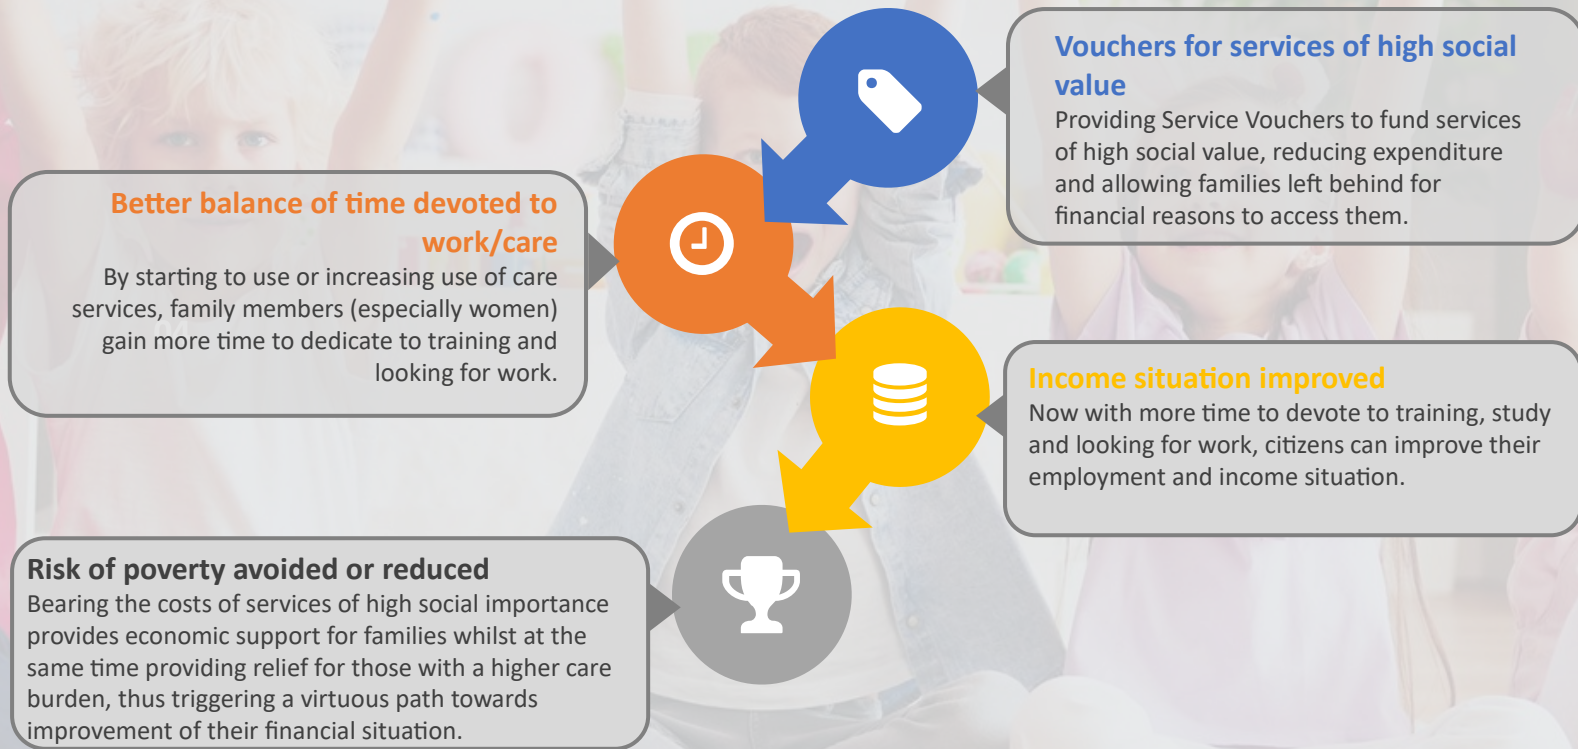 Vouchers for services of high social
value
Providing Service Vouchers to fund services
of high social value, reducing expenditure
and allowing families left behind for
financial reasons to access them.
Better balance of time devoted to
work/care
By starting to use or increasing use of care
services, family members (especially women)
gain more time to dedicate to training and
looking for work.
Income situation improved
Now with more time to devote to training, study
and looking for work, citizens can improve their
employment and income situation.
Risk of poverty avoided or reduced
Bearing the costs of services of high social importance
provides economic support for families whilst at the
same time providing relief for those with a higher care
burden, thus triggering a virtuous path towards
improvement of their financial situation.